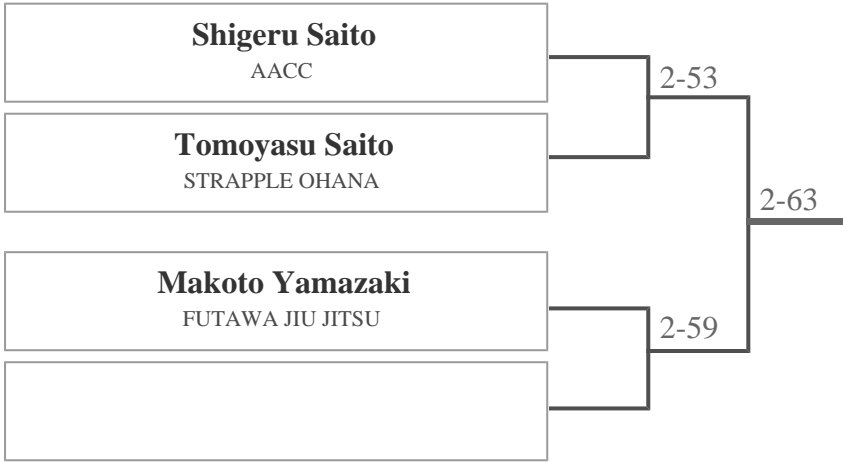 Shigeru Saito
AACC
2-53
Tomoyasu Saito
STRAPPLE OHANA
2-63
Makoto Yamazaki
FUTAWA JIU JITSU
2-59